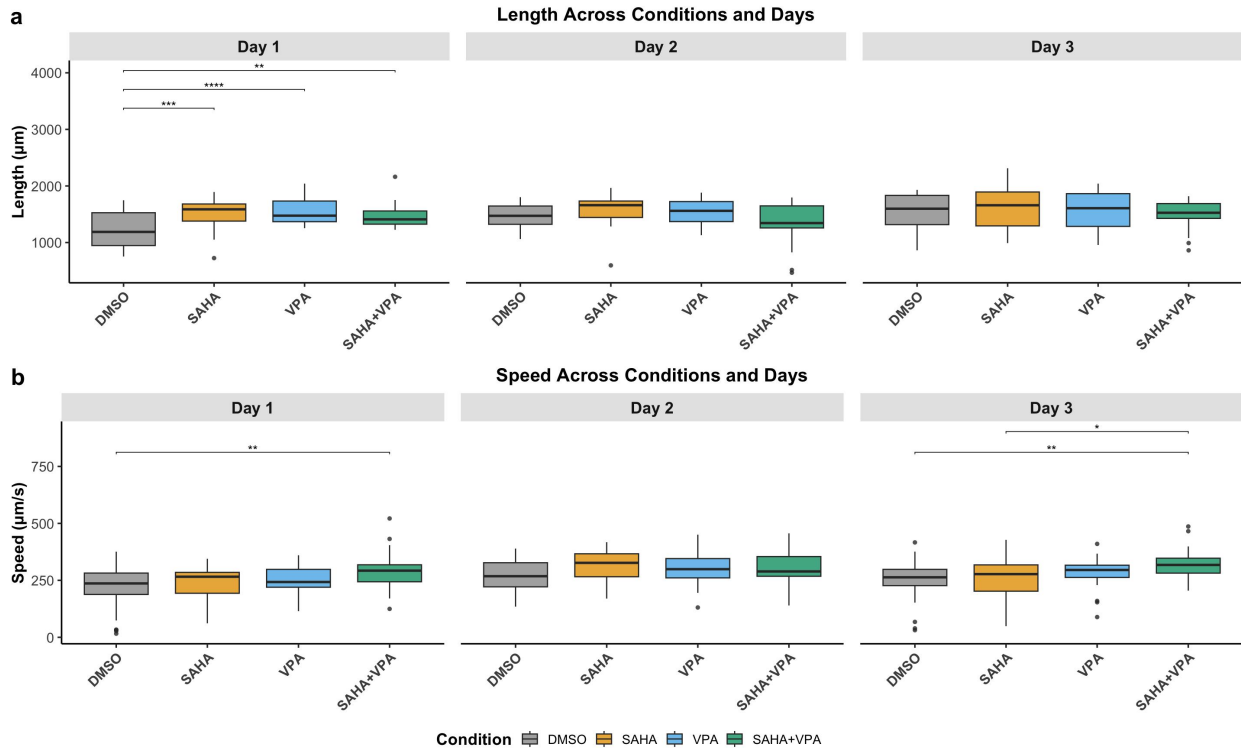 a
Length Across Conditions and Days
Day 1 Day 2 Day 3
Length (µm)
4000
3000
2000
1000
**
****
***
DMSO SAHA VPA SAHA+VPA DMSO SAHA VPA SAHA+VPA DMSO SAHA VPA SAHA+VPA
b
Speed Across Conditions and Days
Day 1 Day 2 Day 3
Speed (µm/s)
750
500
250
0
**
*
**
DMSO SAHA VPA SAHA+VPA DMSO SAHA VPA SAHA+VPA DMSO SAHA VPA SAHA+VPA
Condition DMSO SAHA VPA SAHA+VPA